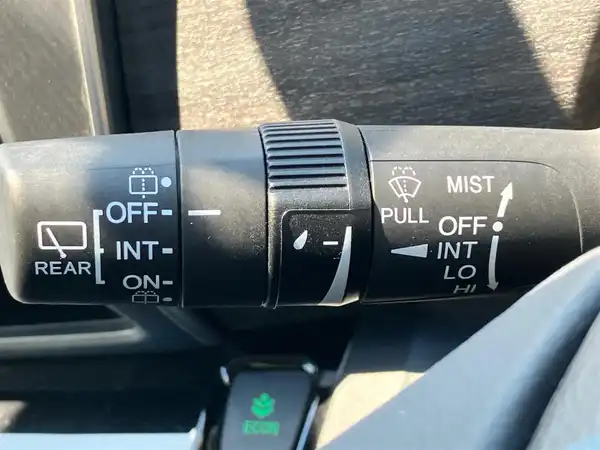 OFF
INT
ON
REAR
PULL
MIST
OFF
INT
LO
HI
ECON